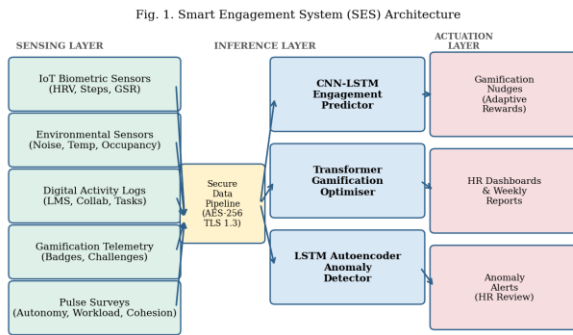 Fig. 1. Smart Engagement System (SES) Architecture
SENSING LAYER
INFERENCE LAYER
ACTUATION
LAYER
IoT Biometric Sensors
(HRV, Steps, GSR)
Environmental Sensors
(Noise, Temp, Occupancy)
Digital Activity Logs
(LMS, Collab, Tasks)
Gamification Telemetry
(Badges, Challenges)
Pulse Surveys
(Autonomy, Workload, Cohesion)
Secure
Data
Pipeline
(AES-256
TLS 1.3)
CNN-LSTM
Engagement
Predictor
Transformer
Gamification
Optimiser
LSTM Autoencoder
Anomaly
Detector
Gamification
Nudges
(Adaptive
Rewards)
HR Dashboards
& Weekly
Reports
Anomaly
Alerts
(HR Review)